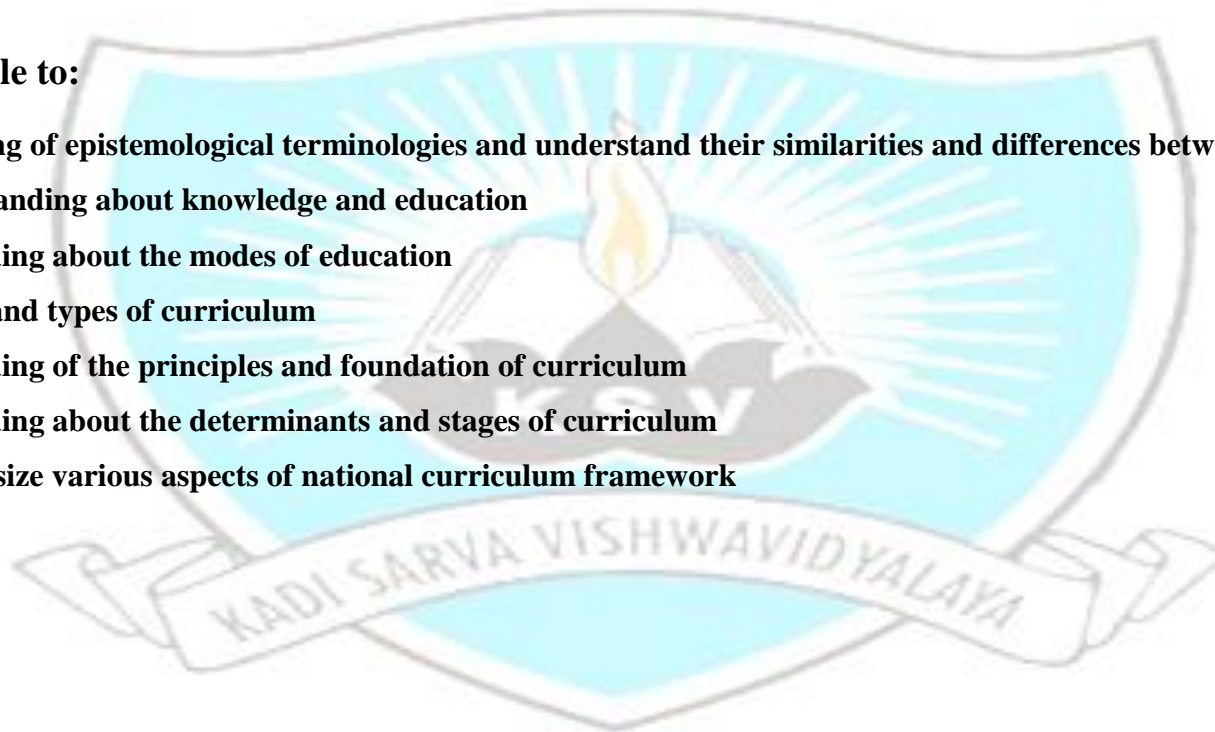 le to:
ng of epistemological terminologies and understand their similarities and differences betw
anding about knowledge and education
ing about the modes of education
and types of curriculum
ding of the principles and foundation of curriculum
ding about the determinants and stages of curriculum
size various aspects of national curriculum framework
KSV
KADI SARVA VISHWAVIDYALAYA